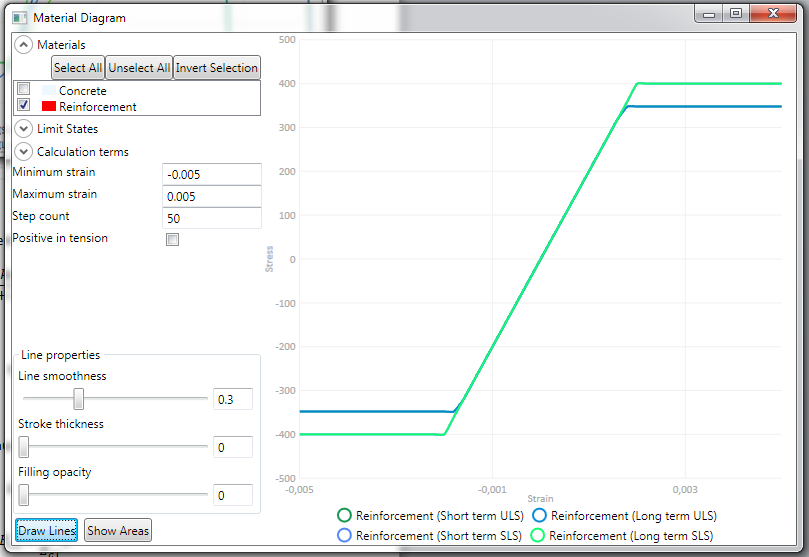 Material Diagram
Materials
Select All Unselect All Invert Selection
Concrete
Reinforcement
Limit States
Calculation terms
Minimum strain -0.005
Maximum strain 0.005
Step count 50
Positive in tension
Line properties
Line smoothness
0.3
Stroke thickness
0
Filling opacity
0
Draw Lines Show Areas
500
400
300
200
100
0
-100
-200
-300
-400
-500
Stress
-0,005 -0,001 0,003
Strain
Reinforcement (Short term ULS) Reinforcement (Long term ULS)
Reinforcement (Short term SLS) Reinforcement (Long term SLS)